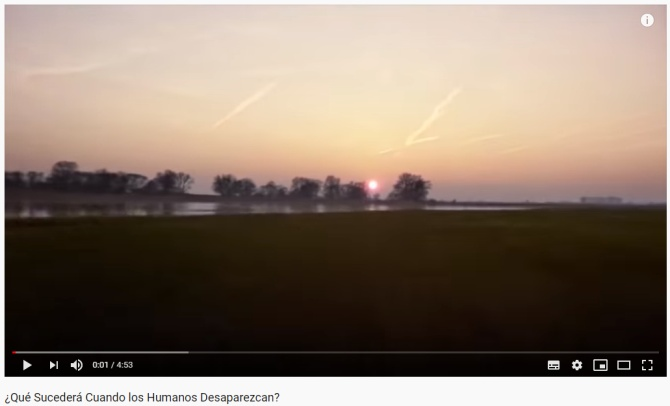 0:01 / 4:53
¿Qué Sucederá Cuando los Humanos Desaparezcan?